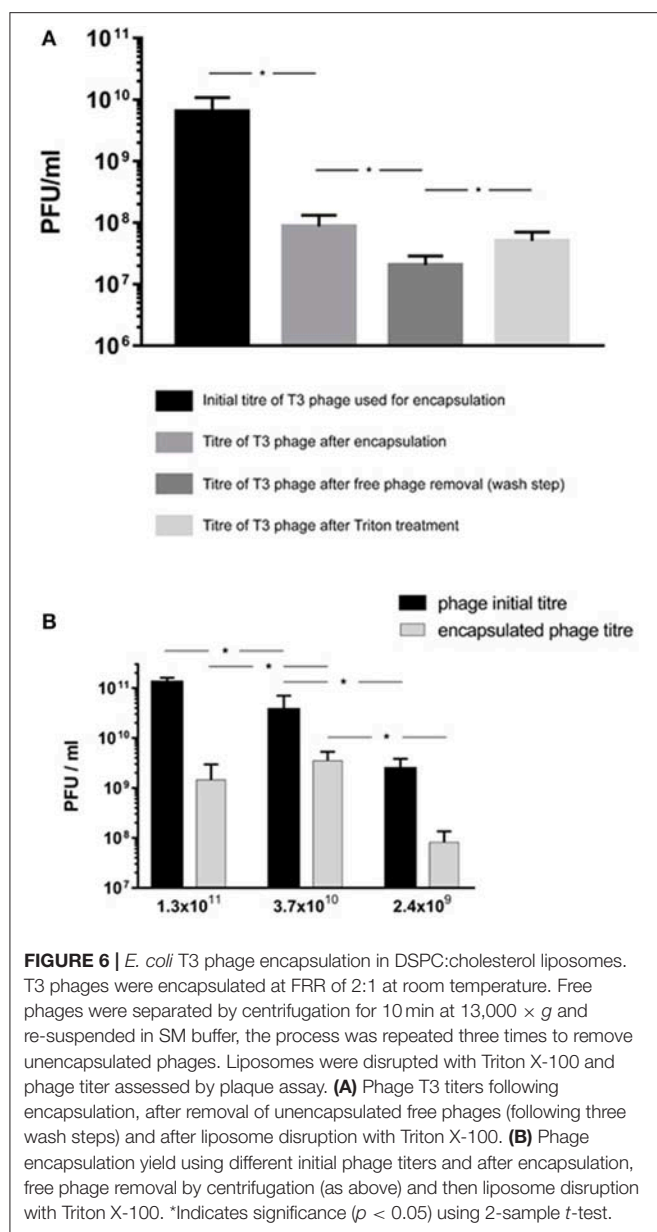 A
10¹¹
10¹⁰
10⁹
10⁸
10⁷
10⁶
PFU/ml
*
*
*
Initial titre of T3 phage used for encapsulation
Titre of T3 phage after encapsulation
Titre of T3 phage after free phage removal (wash step)
Titre of T3 phage after Triton treatment
B
phage initial titre
encapsulated phage titre
*
*
*
*
10¹¹
10¹⁰
10⁹
10⁸
10⁷
PFU / ml
1.3x10¹¹ 3.7x10¹⁰ 2.4x10⁹
FIGURE 6 | E. coli T3 phage encapsulation in DSPC:cholesterol liposomes.
T3 phages were encapsulated at FRR of 2:1 at room temperature. Free
phages were separated by centrifugation for 10 min at 13,000 × g and
re-suspended in SM buffer, the process was repeated three times to remove
unencapsulated phages. Liposomes were disrupted with Triton X-100 and
phage titer assessed by plaque assay. (A) Phage T3 titers following
encapsulation, after removal of unencapsulated free phages (following three
wash steps) and after liposome disruption with Triton X-100. (B) Phage
encapsulation yield using different initial phage titers and after encapsulation,
free phage removal by centrifugation (as above) and then liposome disruption
with Triton X-100. *Indicates significance (p < 0.05) using 2-sample t-test.